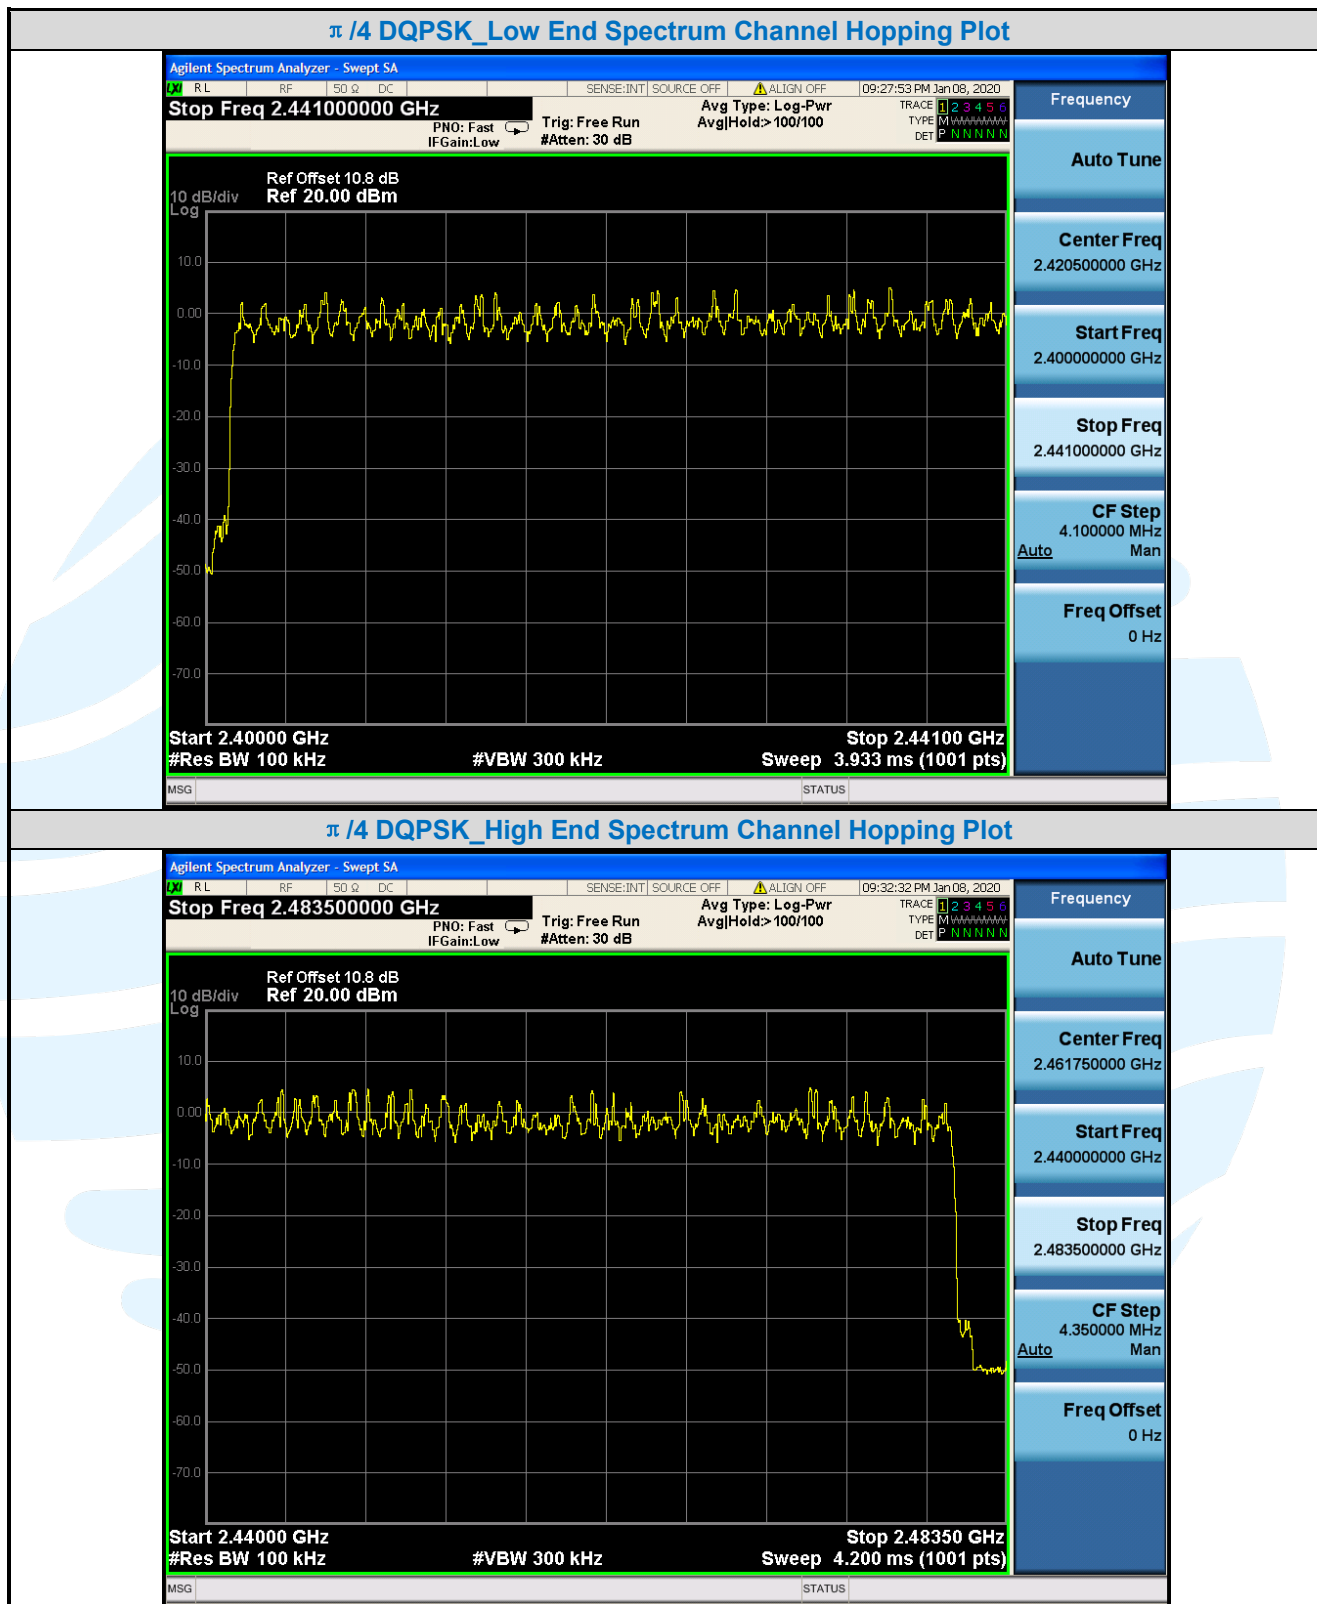 π /4 DQPSK_Low End Spectrum Channel Hopping Plot
Agilent Spectrum Analyzer - Swept SA
LXI RL RF 50 Ω DC SENSE:INT SOURCE OFF ALIGN OFF 09:27:53 PM Jan 08, 2020
Stop Freq 2.441000000 GHz
PNO: Fast
IFGain:Low
Trig: Free Run
#Atten: 30 dB
Avg Type: Log-Pwr
Avg|Hold:>100/100
TRACE 1 2 3 4 5 6
TYPE M
DET P N N N N N
Ref Offset 10.8 dB
10 dB/div Ref 20.00 dBm
Log
10.0
0.00
-10.0
-20.0
-30.0
-40.0
-50.0
-60.0
-70.0
Start 2.40000 GHz Stop 2.44100 GHz
#Res BW 100 kHz #VBW 300 kHz Sweep 3.933 ms (1001 pts)
MSG STATUS
Frequency
Auto Tune
Center Freq
2.420500000 GHz
Start Freq
2.400000000 GHz
Stop Freq
2.441000000 GHz
CF Step
4.100000 MHz
Auto Man
Freq Offset
0 Hz
π /4 DQPSK_High End Spectrum Channel Hopping Plot
Agilent Spectrum Analyzer - Swept SA
LXI RL RF 50 Ω DC SENSE:INT SOURCE OFF ALIGN OFF 09:32:32 PM Jan 08, 2020
Stop Freq 2.483500000 GHz
PNO: Fast
IFGain:Low
Trig: Free Run
#Atten: 30 dB
Avg Type: Log-Pwr
Avg|Hold:>100/100
TRACE 1 2 3 4 5 6
TYPE M
DET P N N N N N
Ref Offset 10.8 dB
10 dB/div Ref 20.00 dBm
Log
10.0
0.00
-10.0
-20.0
-30.0
-40.0
-50.0
-60.0
-70.0
Start 2.44000 GHz Stop 2.48350 GHz
#Res BW 100 kHz #VBW 300 kHz Sweep 4.200 ms (1001 pts)
MSG STATUS
Frequency
Auto Tune
Center Freq
2.461750000 GHz
Start Freq
2.440000000 GHz
Stop Freq
2.483500000 GHz
CF Step
4.350000 MHz
Auto Man
Freq Offset
0 Hz